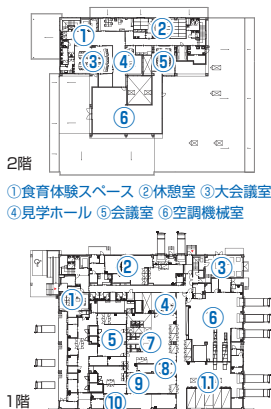 ① ②
③ ④ ⑤
⑥
2階
①食育体験スペース ②休憩室 ③大会議室
④見学ホール ⑤会議室 ⑥空調機械室
② ③
① ④
⑤ ⑦ ⑥
⑧
⑨ ⑪
⑩
1階